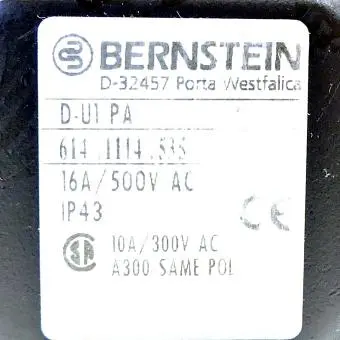 BERNSTEIN
D-32457 Porta Westfalica
D-U1 PA
614.1114.535
16A/500V AC
IP43
CE
SA 10A/300V AC
A300 SAME POL